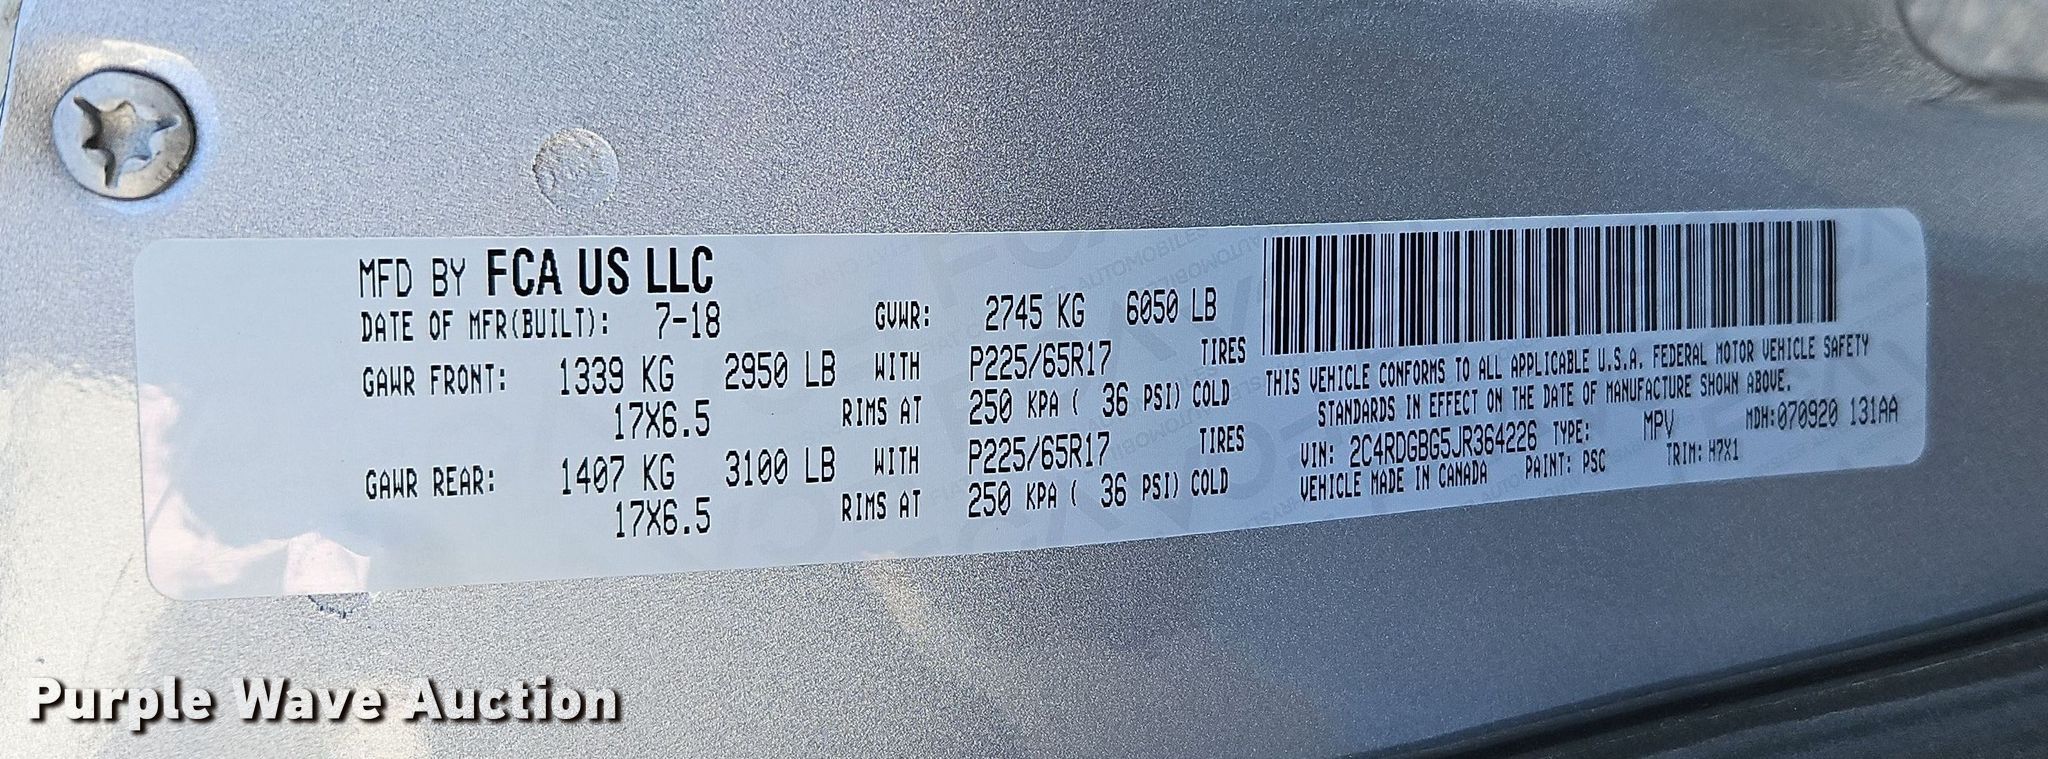 MFD BY FCA US LLC
DATE OF MFR(BUILT): 7-18 GVWR: 2745 KG 6050 LB
GAWR FRONT: 1339 KG 2950 LB WITH P225/65R17 TIRES
17X6.5 RIMS AT 250 KPA ( 36 PSI) COLD
GAWR REAR: 1407 KG 3100 LB WITH P225/65R17 TIRES
17X6.5 RIMS AT 250 KPA ( 36 PSI) COLD
THIS VEHICLE CONFORMS TO ALL APPLICABLE U.S.A. FEDERAL MOTOR VEHICLE SAFETY
STANDARDS IN EFFECT ON THE DATE OF MANUFACTURE SHOWN ABOVE.
VIN: 2C4RDGBG5JR364226 TYPE: MPV MDH:070920 131AA
VEHICLE MADE IN CANADA PAINT: PSC TRIM: H7X1
Purple Wave Auction